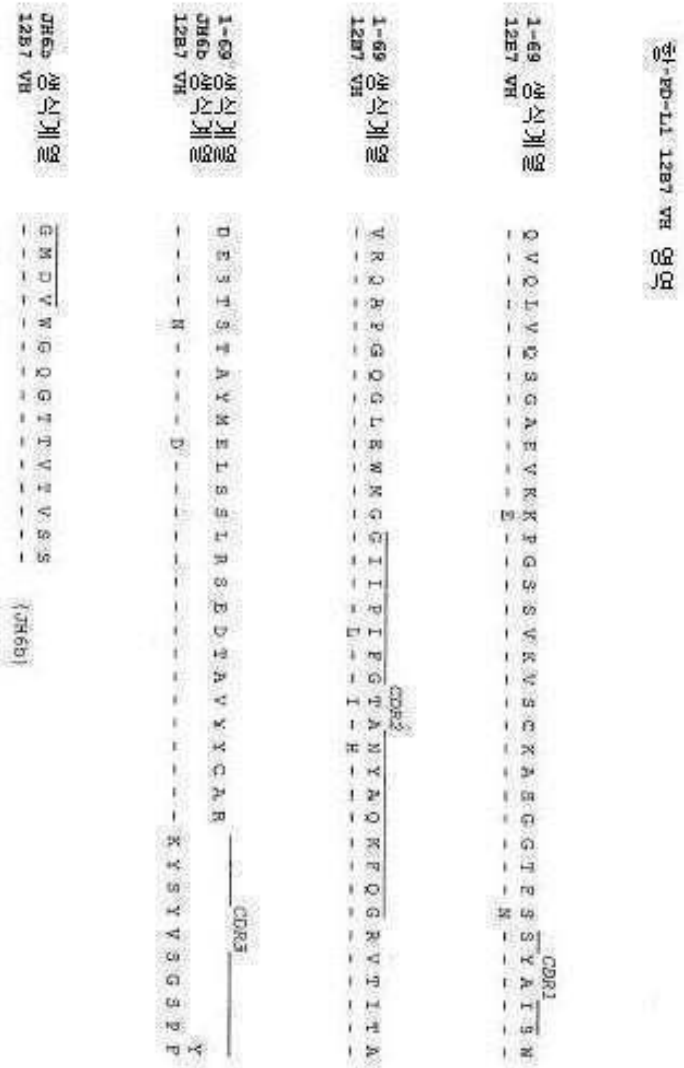 항-PD-L1 12B7 VH 영역
CDR1
1-69 생식계열 Q V Q L V Q S G A E V K K P G S S V K V S C K A S G G T F S S Y A I S W
12B7 VH - - - - - - - - - - - - E - - - - - - - - - - - - - - - - N - - - - - -
CDR2
1-69 생식계열 V R Q A P G Q G L E W M G G I I P I F G T A N Y A Q K F Q G R V T I T A
12B7 VH - - - - - - - - - - - - - - - - - L - - I - H - - - - - - - - - - - - -
CDR3
1-69 생식계열 D E S T S T A Y M E L S S L R S E D T A V Y Y C A R
JH6b 생식계열 Y
12B7 VH - - - - N - - - - D - - - - - - - - - - - - - - - - K Y S Y V S G S P F
JH6b 생식계열 G M D V W G Q G T T V T V S S (JH6b)
12B7 VH - - - - - - - - - - - - - - -